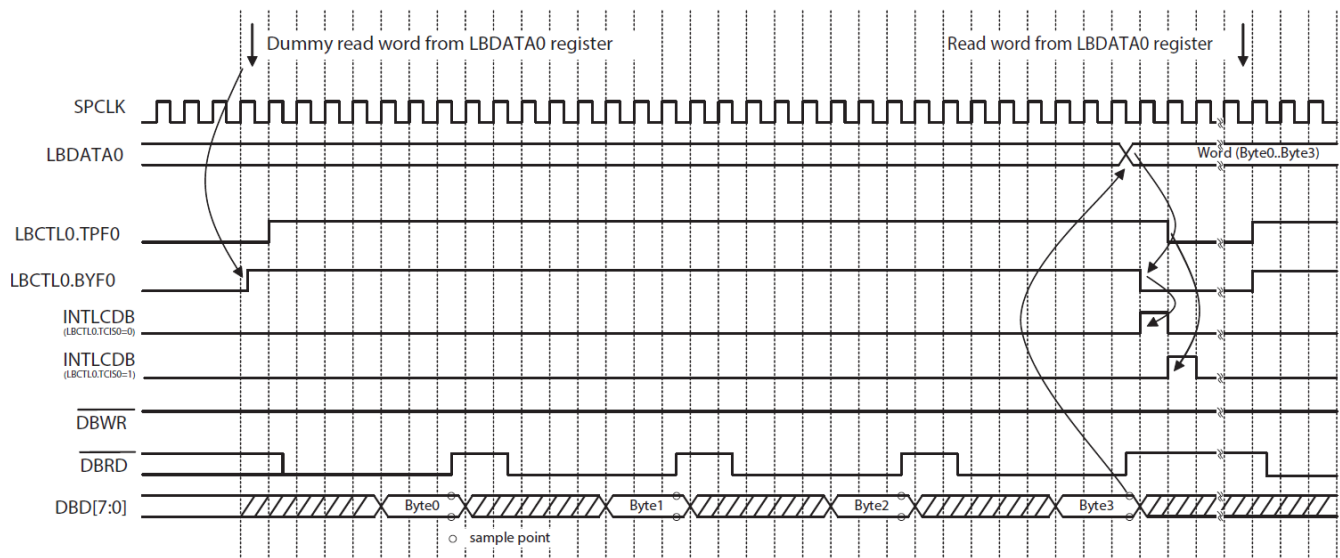 Dummy read word from LBDATA0 register
Read word from LBDATA0 register
SPCLK
LBDATA0
Word (Byte0..Byte3)
LBCTL0.TPF0
LBCTL0.BYF0
INTLCDB
(LBCTL0.TCIS0=0)
INTLCDB
(LBCTL0.TCIS0=1)
DBWR
DBRD
DBD[7:0]
Byte0
Byte1
Byte2
Byte3
sample point